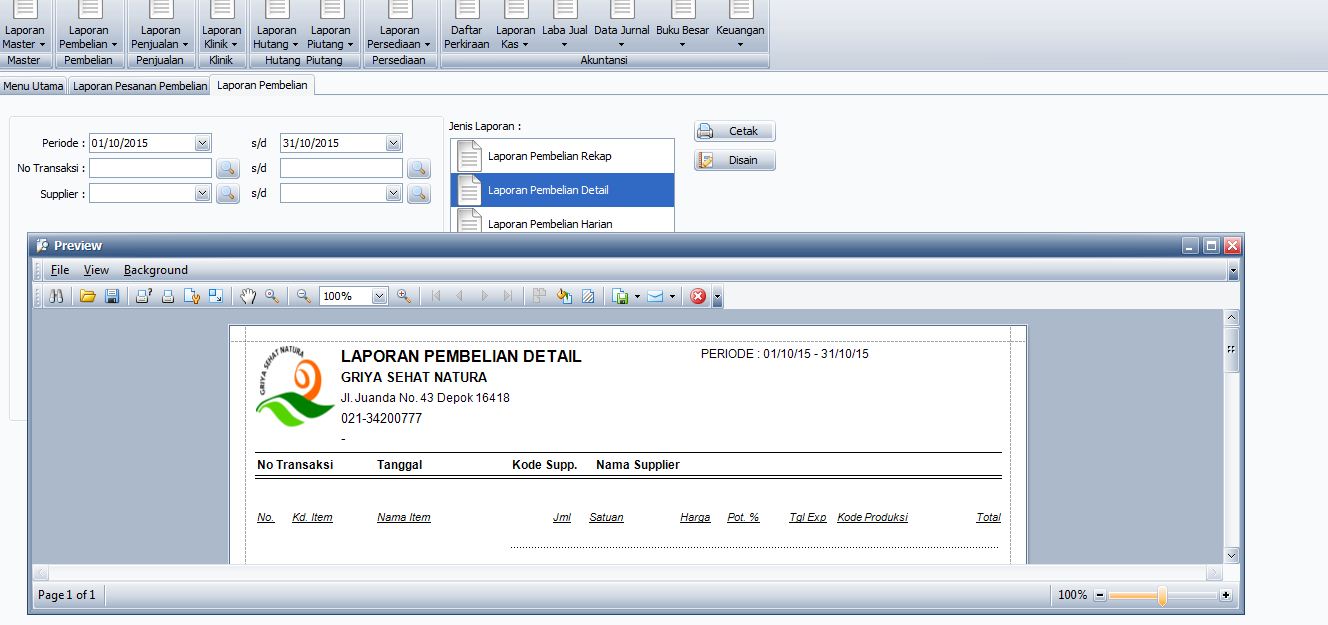 Laporan Master Laporan Pembelian Laporan Penjualan Laporan Klinik Laporan Hutang Laporan Piutang Laporan Persediaan Daftar Perkiraan Laporan Kas Laba Jual Data Jurnal Buku Besar Keuangan
Master Pembelian Penjualan Klinik Hutang Piutang Persediaan Akuntansi
Menu Utama Laporan Pesanan Pembelian Laporan Pembelian
Jenis Laporan :
Periode : 01/10/2015 s/d 31/10/2015
No Transaksi : s/d
Supplier : s/d
Laporan Pembelian Rekap
Laporan Pembelian Detail
Laporan Pembelian Harian
Cetak
Disain
Preview
File View Background
100%
GRIYA SEHAT NATURA
LAPORAN PEMBELIAN DETAIL PERIODE : 01/10/15 - 31/10/15
GRIYA SEHAT NATURA
Jl. Juanda No. 43 Depok 16418
021-34200777
-
No Transaksi Tanggal Kode Supp. Nama Supplier
No. Kd. Item Nama Item Jml Satuan Harga Pot. % Tgl Exp Kode Produksi Total
Page 1 of 1 100%